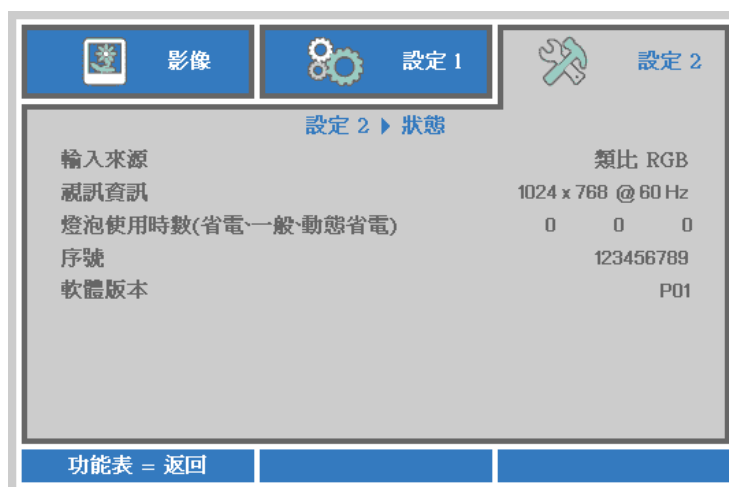 影像 設定 1 設定 2
設定 2 ▶ 狀態
輸入來源 類比 RGB
視訊資訊 1024 x 768 @ 60 Hz
燈泡使用時數(省電、一般、動態省電) 0 0 0
序號 123456789
軟體版本 P01
功能表 = 返回